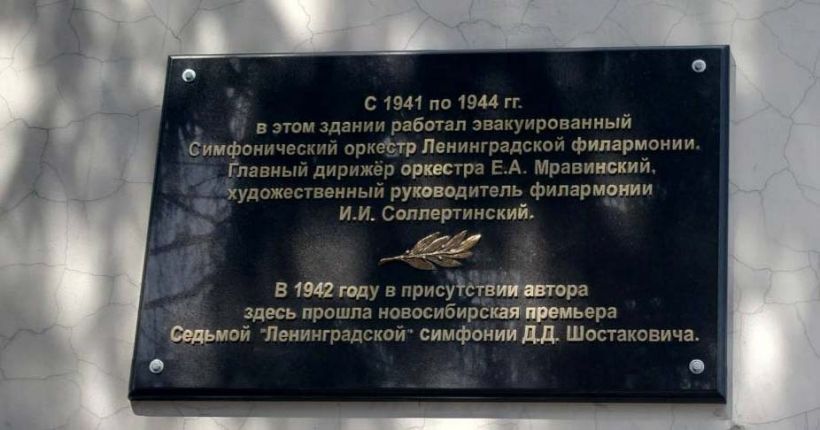 С 1941 по 1944 гг.
в этом здании работал эвакуированный
Симфонический оркестр Ленинградской филармонии.
Главный дирижёр оркестра Е.А. Мравинский,
художественный руководитель филармонии
И.И. Соллертинский.
В 1942 году в присутствии автора
здесь прошла новосибирская премьера
Седьмой "Ленинградской" симфонии Д.Д. Шостаковича.